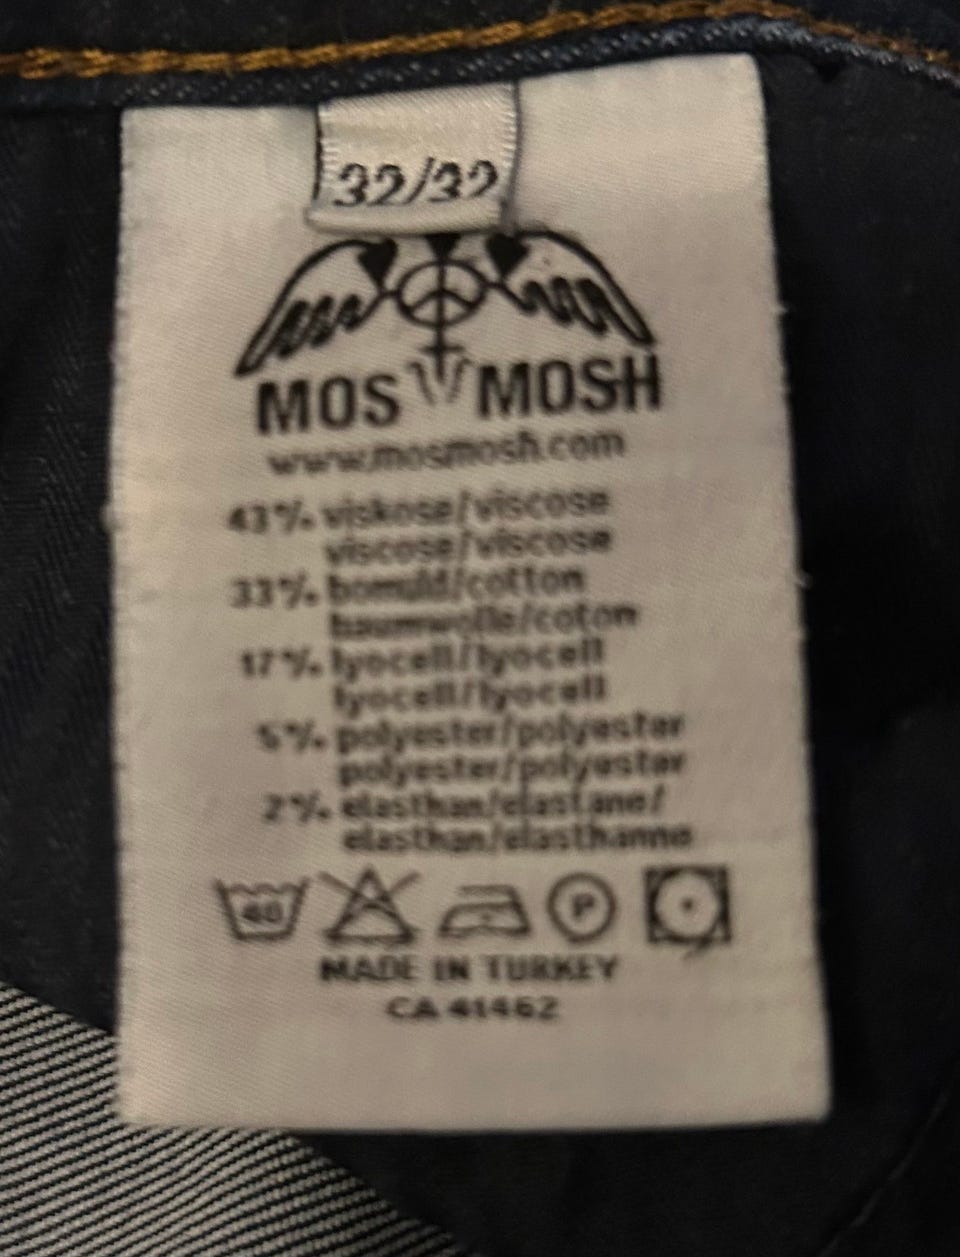 32/32
MOS MOSH
www.mosmosh.com
43% viskose/viscose
viscose/viscose
33% bomuld/cotton
baumwolle/coton
17% lyocell/lyocell
lyocell/lyocell
5% polyester/polyester
polyester/polyester
2% elasthan/elastane/
elasthan/elasthanne
40 P
MADE IN TURKEY
CA 41462